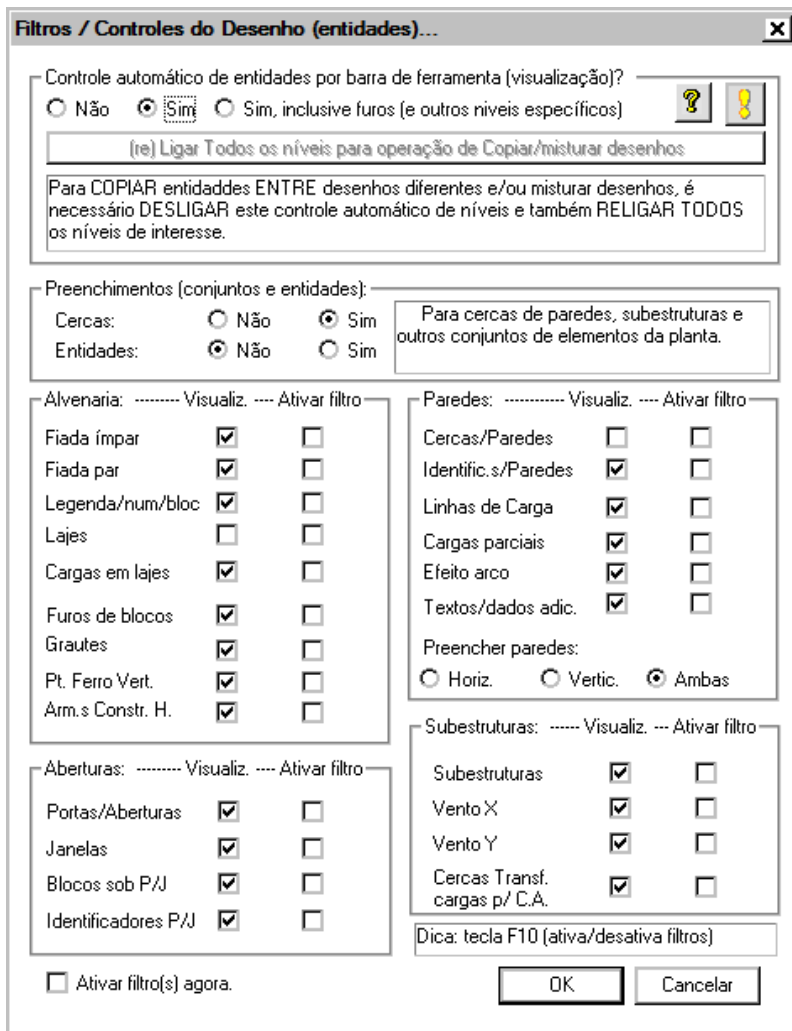 Filtros / Controles do Desenho (entidades)...
Controle automático de entidades por barra de ferramenta (visualização)?
Não Sim Sim, inclusive furos (e outros niveis específicos)
(re) Ligar Todos os níveis para operação de Copiar/misturar desenhos
Para COPIAR entidaddes ENTRE desenhos diferentes e/ou misturar desenhos, é
necessário DESLIGAR este controle automático de níveis e também RELIGAR TODOS
os níveis de interesse.
Preenchimentos (conjuntos e entidades):
Cercas: Não Sim
Entidades: Não Sim
Para cercas de paredes, subestruturas e
outros conjuntos de elementos da planta.
Alvenaria: --------- Visualiz. ---- Ativar filtro
Fiada ímpar
Fiada par
Legenda/num/bloc
Lajes
Cargas em lajes
Furos de blocos
Grautes
Pt. Ferro Vert.
Arm.s Constr. H.
Aberturas: --------- Visualiz. ---- Ativar filtro
Portas/Aberturas
Janelas
Blocos sob P/J
Identificadores P/J
Ativar filtro(s) agora.
Paredes: ------------ Visualiz. ---- Ativar filtro
Cercas/Paredes
Identific.s/Paredes
Linhas de Carga
Cargas parciais
Efeito arco
Textos/dados adic.
Preencher paredes:
Horiz. Vertic. Ambas
Subestruturas: ------ Visualiz. --- Ativar filtro
Subestruturas
Vento X
Vento Y
Cercas Transf.
cargas p/ C.A.
Dica: tecla F10 (ativa/desativa filtros)
OK Cancelar